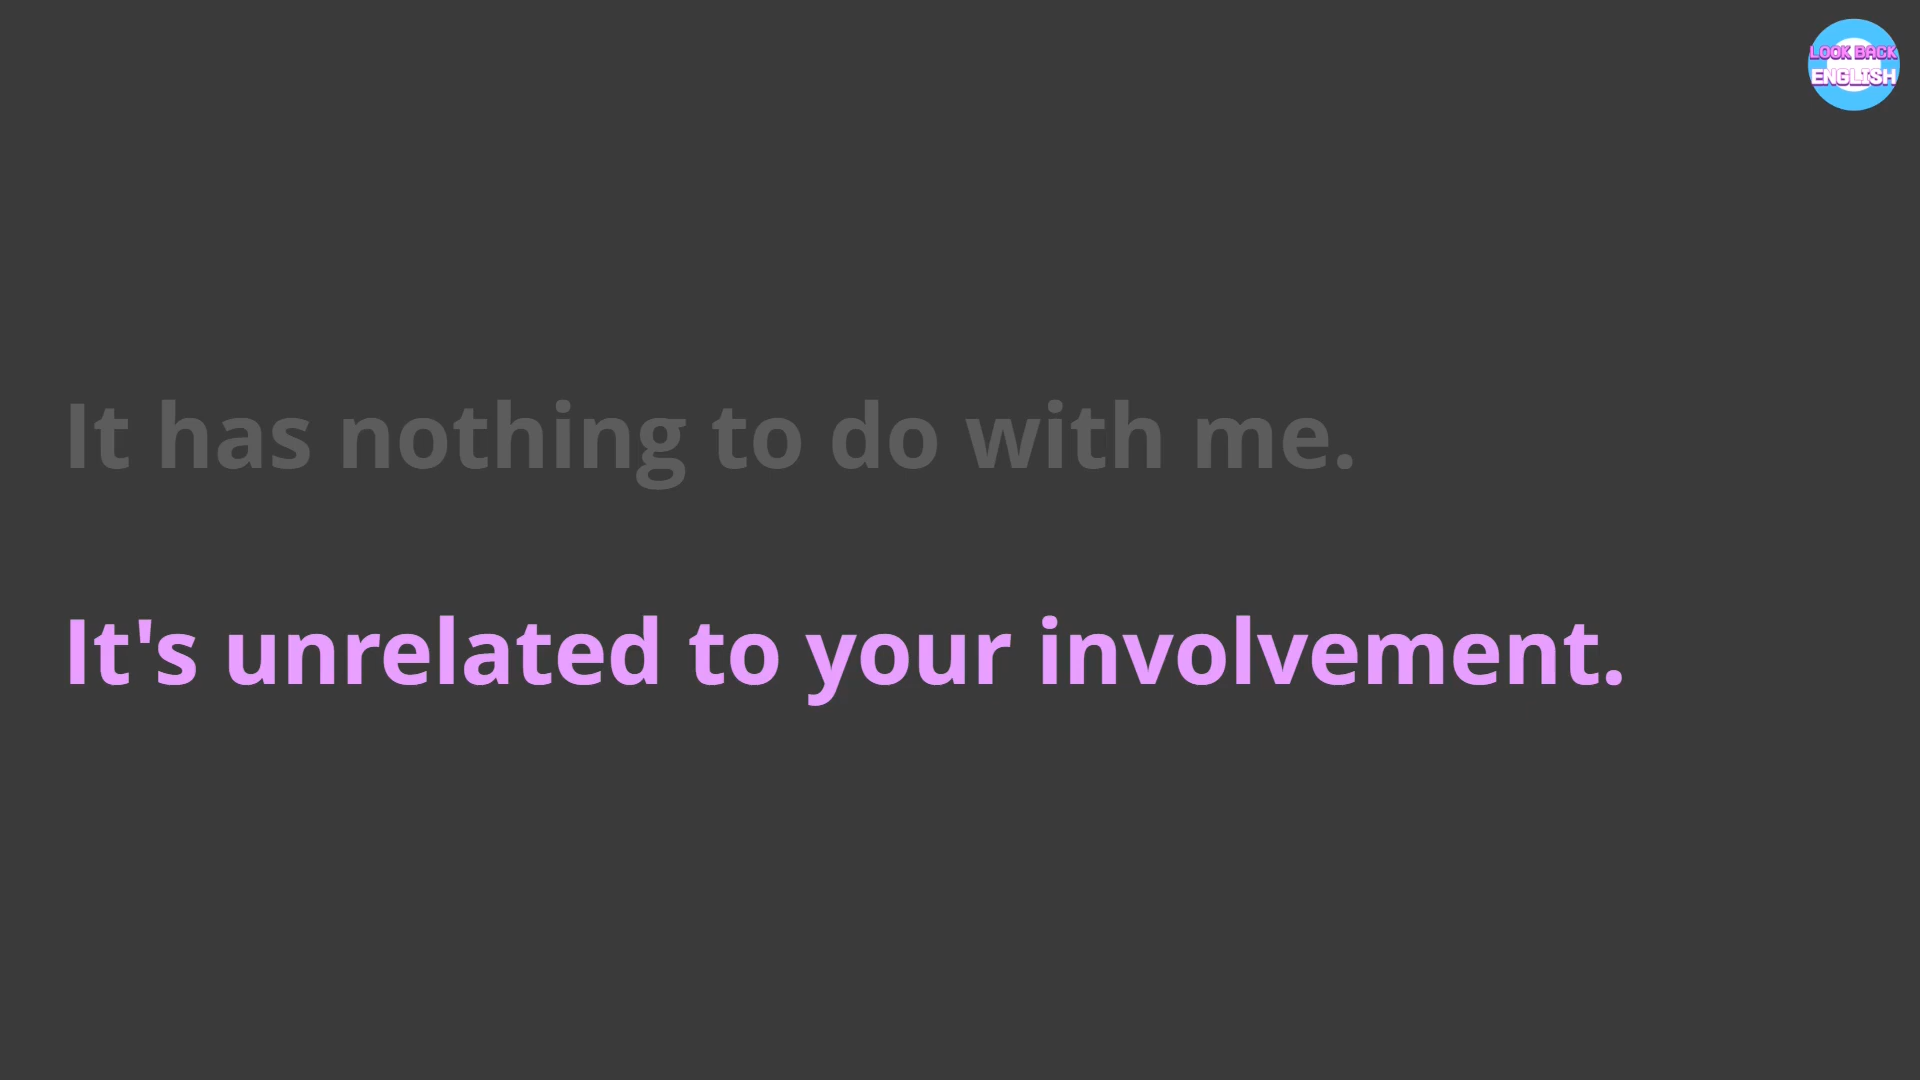 LOOK BACK
ENGLISH
It has nothing to do with me.
It's unrelated to your involvement.